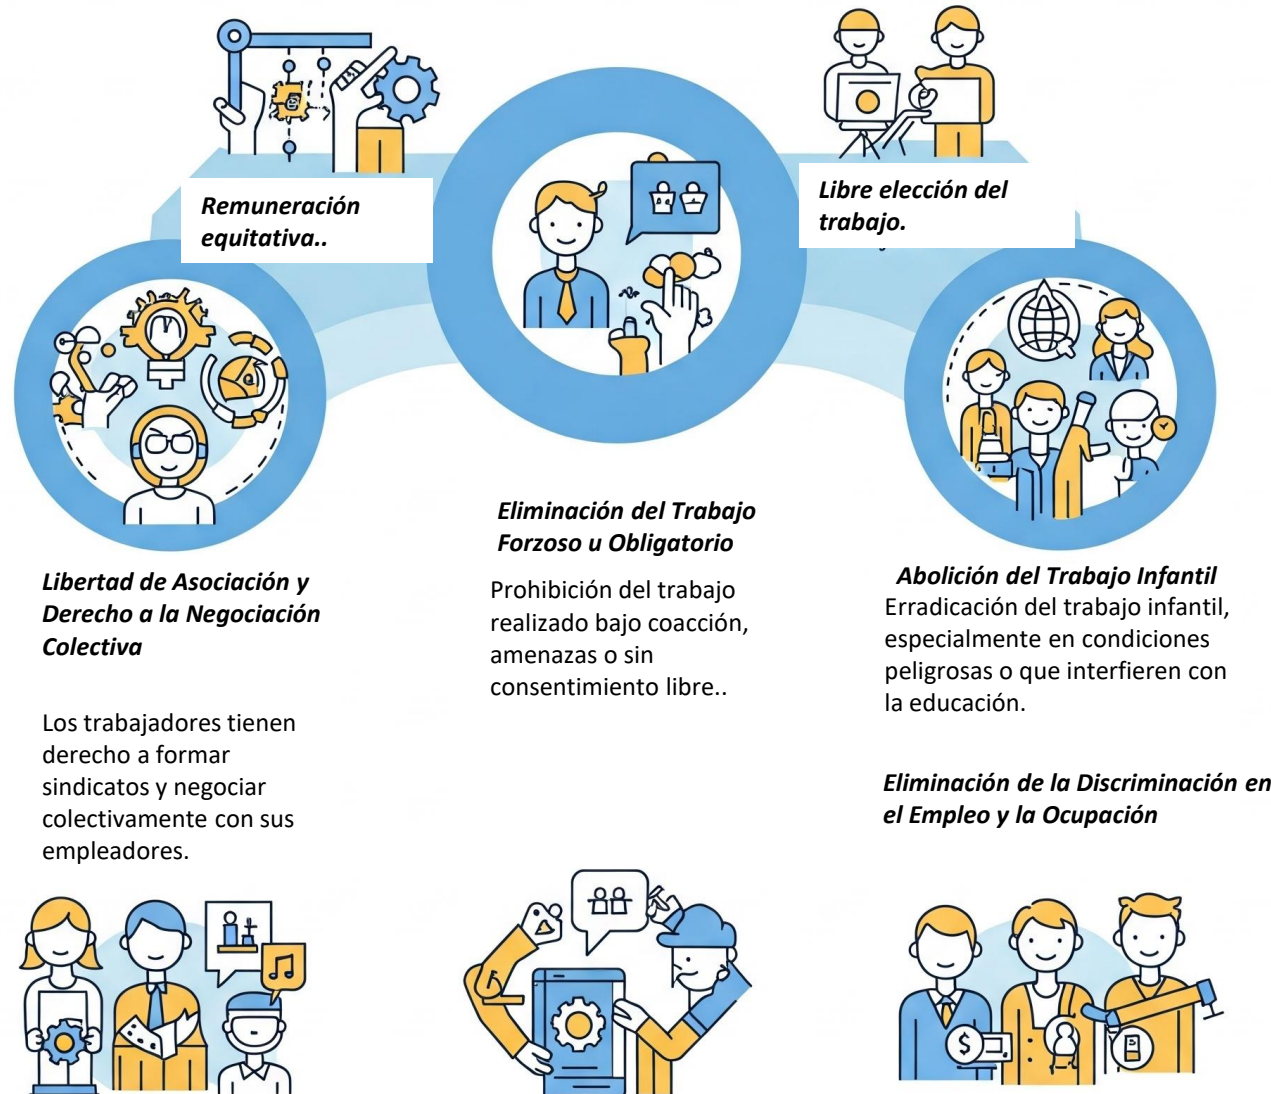 Remuneración
equitativa..
Libre elección del
trabajo.
Libertad de Asociación y
Derecho a la Negociación
Colectiva
Los trabajadores tienen
derecho a formar
sindicatos y negociar
colectivamente con sus
empleadores.
Eliminación del Trabajo
Forzoso u Obligatorio
Prohibición del trabajo
realizado bajo coacción,
amenazas o sin
consentimiento libre..
Abolición del Trabajo Infantil
Erradicación del trabajo infantil,
especialmente en condiciones
peligrosas o que interfieren con
la educación.
Eliminación de la Discriminación en
el Empleo y la Ocupación
$